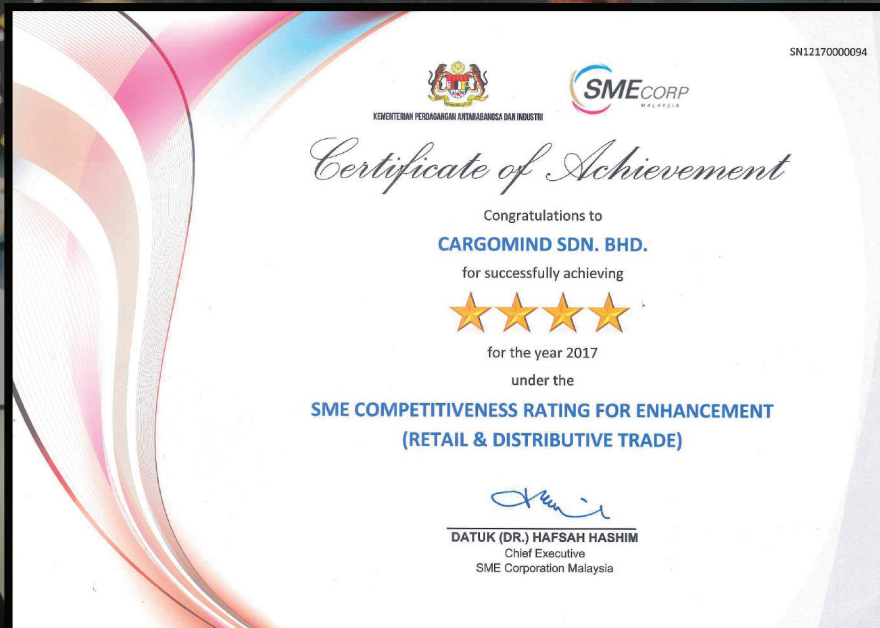 SN12170000094
KEMENTERIAN PERDAGANGAN ANTARABANGSA DAN INDUSTRI
SMECORP
MALAYSIA
Certificate of Achievement
Congratulations to
CARGOMIND SDN. BHD.
for successfully achieving
for the year 2017
under the
SME COMPETITIVENESS RATING FOR ENHANCEMENT
(RETAIL & DISTRIBUTIVE TRADE)
DATUK (DR.) HAFSAH HASHIM
Chief Executive
SME Corporation Malaysia